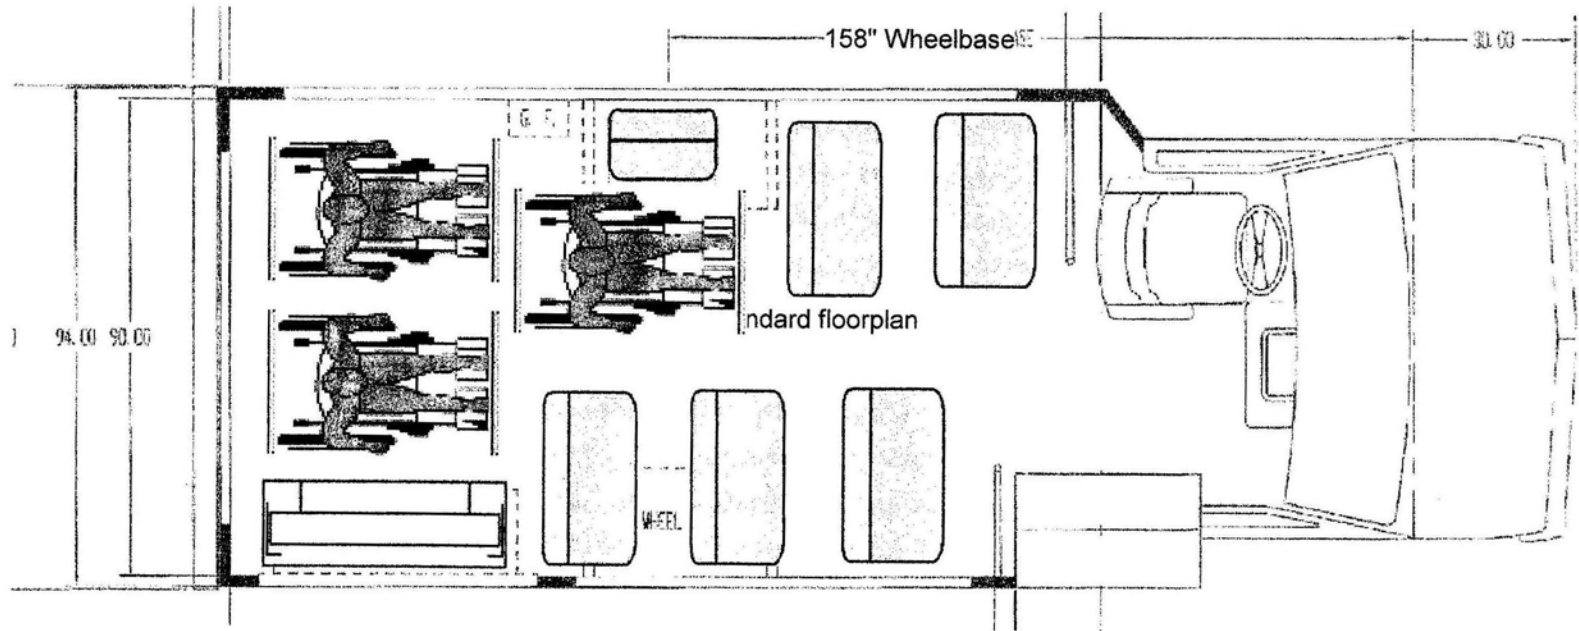 158" Wheelbase
30.00
G. F.
ndard floorplan
94.00 90.00
WHEEL